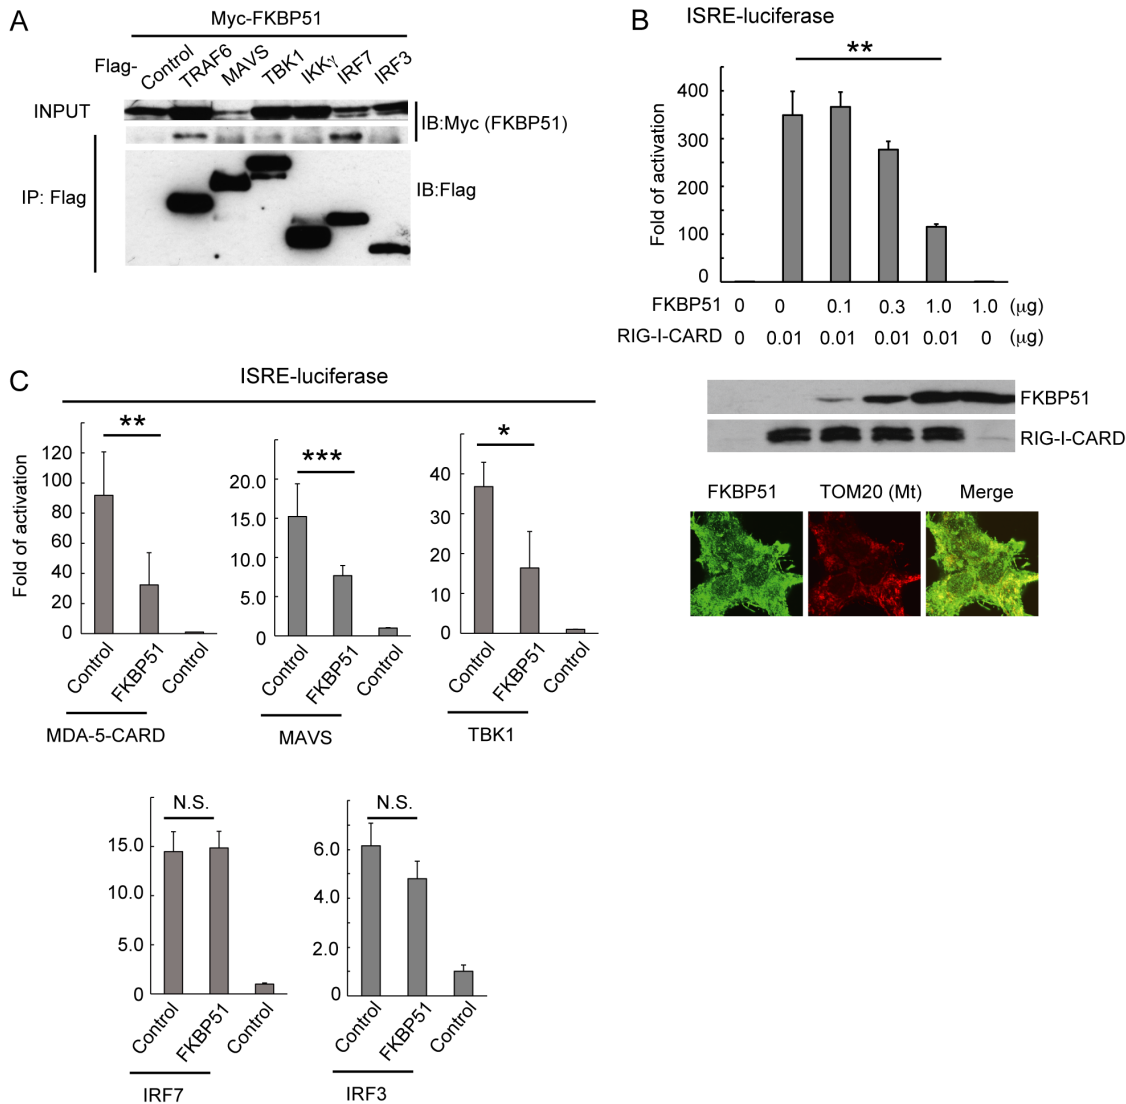 A
Myc-FKBP51
Flag- Control TRAF6 MAVS TBK1 IKKγ IRF7 IRF3
INPUT
IB:Myc (FKBP51)
IP: Flag
IB:Flag
B
ISRE-luciferase
**
Fold of activation
400
300
400
100
0
FKBP51 0 0 0.1 0.3 1.0 1.0 (μg)
RIG-I-CARD 0 0.01 0.01 0.01 0.01 0 (μg)
FKBP51
RIG-I-CARD
FKBP51 TOM20 (Mt) Merge
C
ISRE-luciferase
Fold of activation
**
120
100
80
60
40
20
0
Control FKBP51 Control
MDA-5-CARD
***
20.0
15.0
10.0
5.0
0
Control FKBP51 Control
MAVS
*
40
30
20
10
0
Control FKBP51 Control
TBK1
N.S.
15.0
10.0
5.0
0
Control FKBP51 Control
IRF7
N.S.
6.0
4.0
2.0
0
Control FKBP51 Control
IRF3